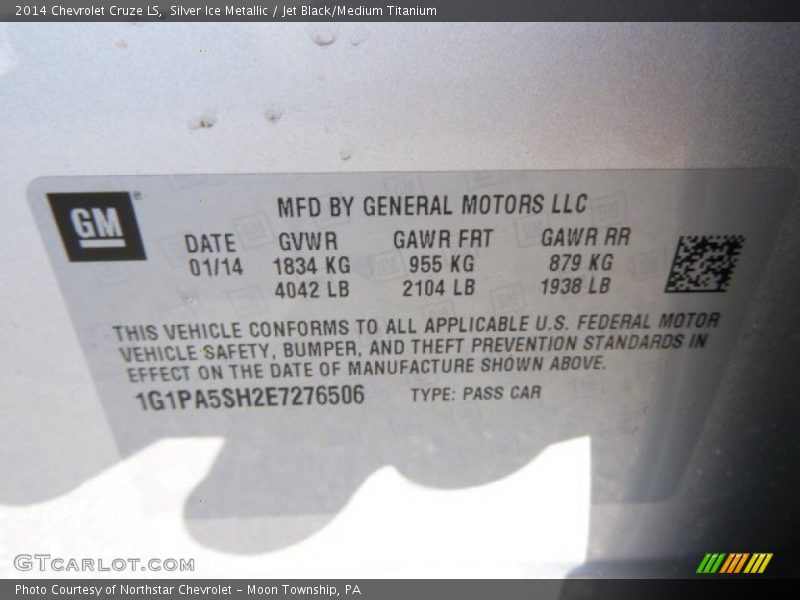 2014 Chevrolet Cruze LS, Silver Ice Metallic / Jet Black/Medium Titanium
GM
MFD BY GENERAL MOTORS LLC
DATE GVWR GAWR FRT GAWR RR
01/14 1834 KG 955 KG 879 KG
4042 LB 2104 LB 1938 LB
THIS VEHICLE CONFORMS TO ALL APPLICABLE U.S. FEDERAL MOTOR
VEHICLE SAFETY, BUMPER, AND THEFT PREVENTION STANDARDS IN
EFFECT ON THE DATE OF MANUFACTURE SHOWN ABOVE.
1G1PA5SH2E7276506 TYPE: PASS CAR
GTCARLOT.COM
Photo Courtesy of Northstar Chevrolet – Moon Township, PA